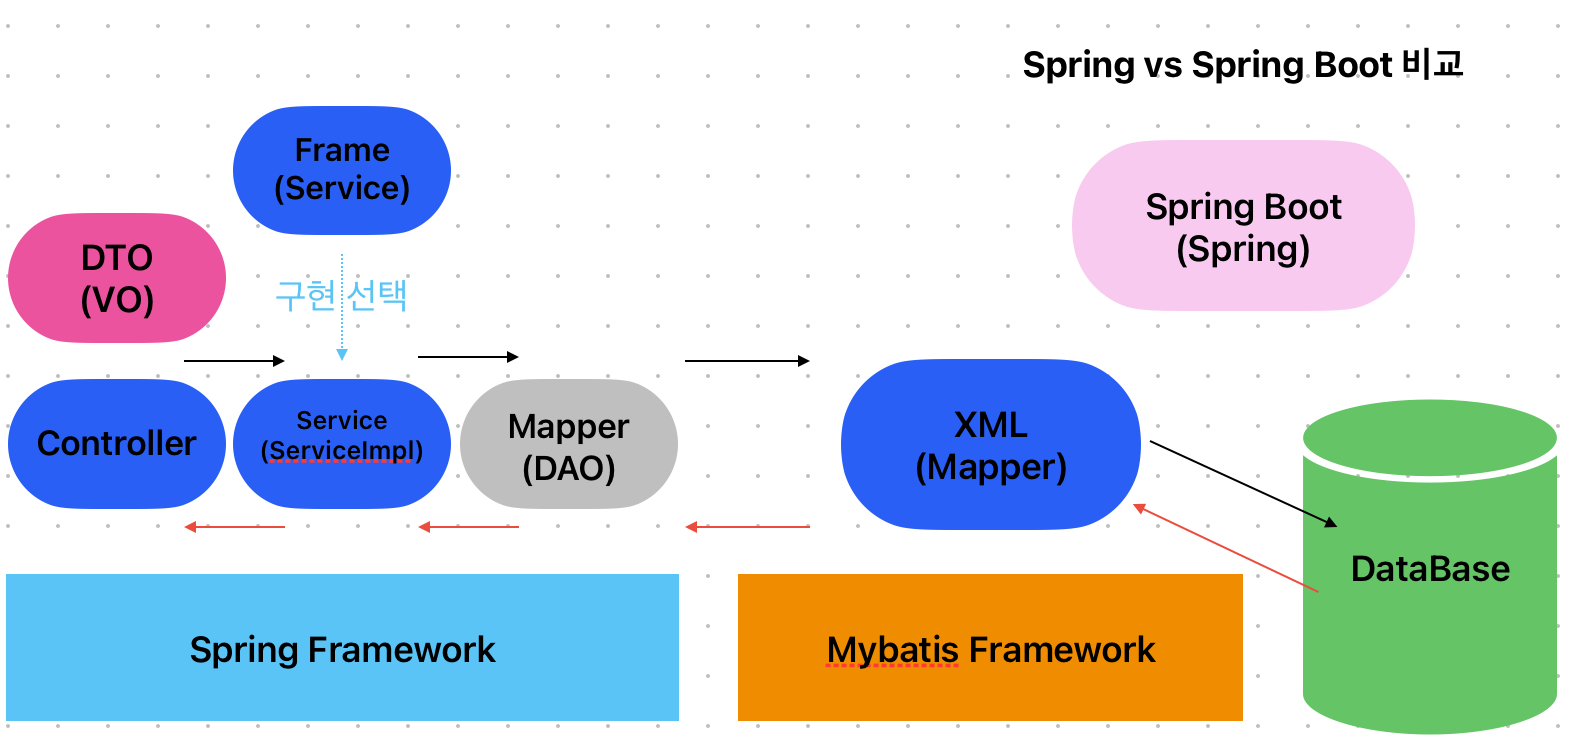 Spring vs Spring Boot 비교
Frame
(Service)
DTO
(VO)
Spring Boot
(Spring)
구현 선택
Controller
Service
(ServiceImpl)
Mapper
(DAO)
XML
(Mapper)
DataBase
Spring Framework
Mybatis Framework